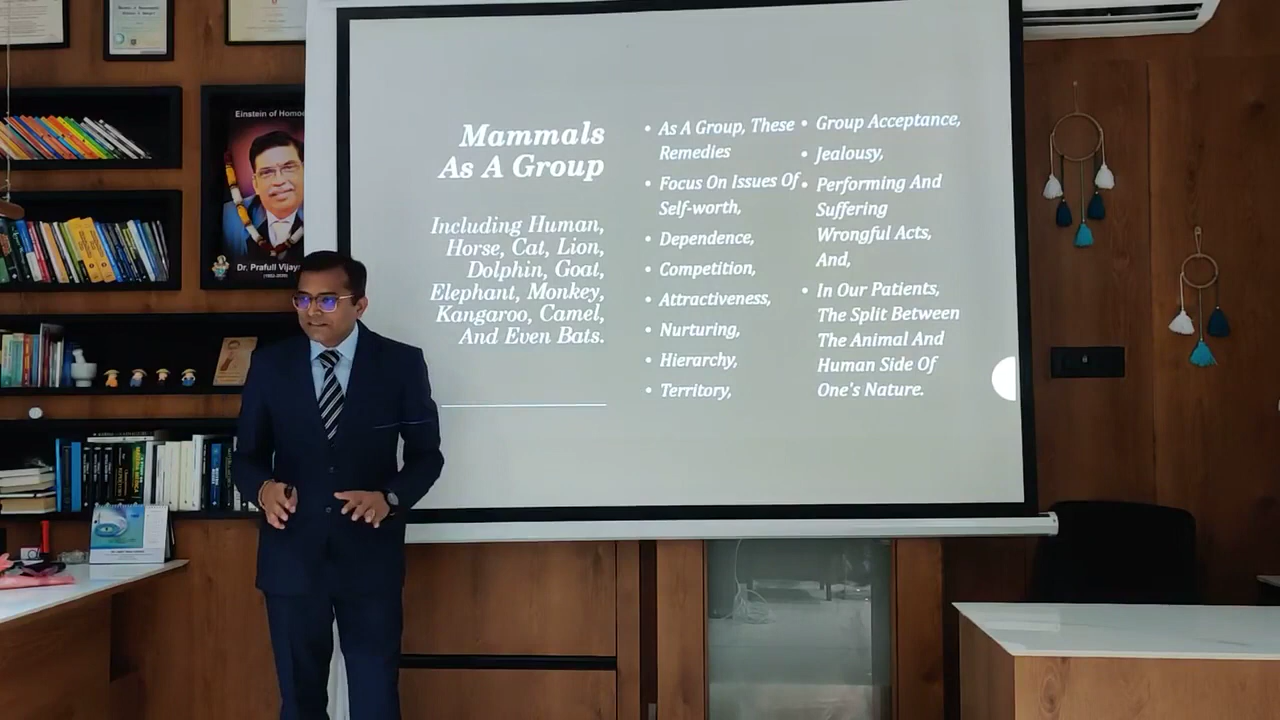 Einstein of Homoeo
Dr. Prafull Vijaya
Mammals
As A Group
Including Human,
Horse, Cat, Lion,
Dolphin, Goat,
Elephant, Monkey,
Kangaroo, Camel,
And Even Bats.
• As A Group, These
Remedies
• Focus On Issues Of
Self-worth,
• Dependence,
• Competition,
• Attractiveness,
• Nurturing,
• Hierarchy,
• Territory,
• Group Acceptance,
• Jealousy,
• Performing And
Suffering
Wrongful Acts,
And,
• In Our Patients,
The Split Between
The Animal And
Human Side Of
One's Nature.